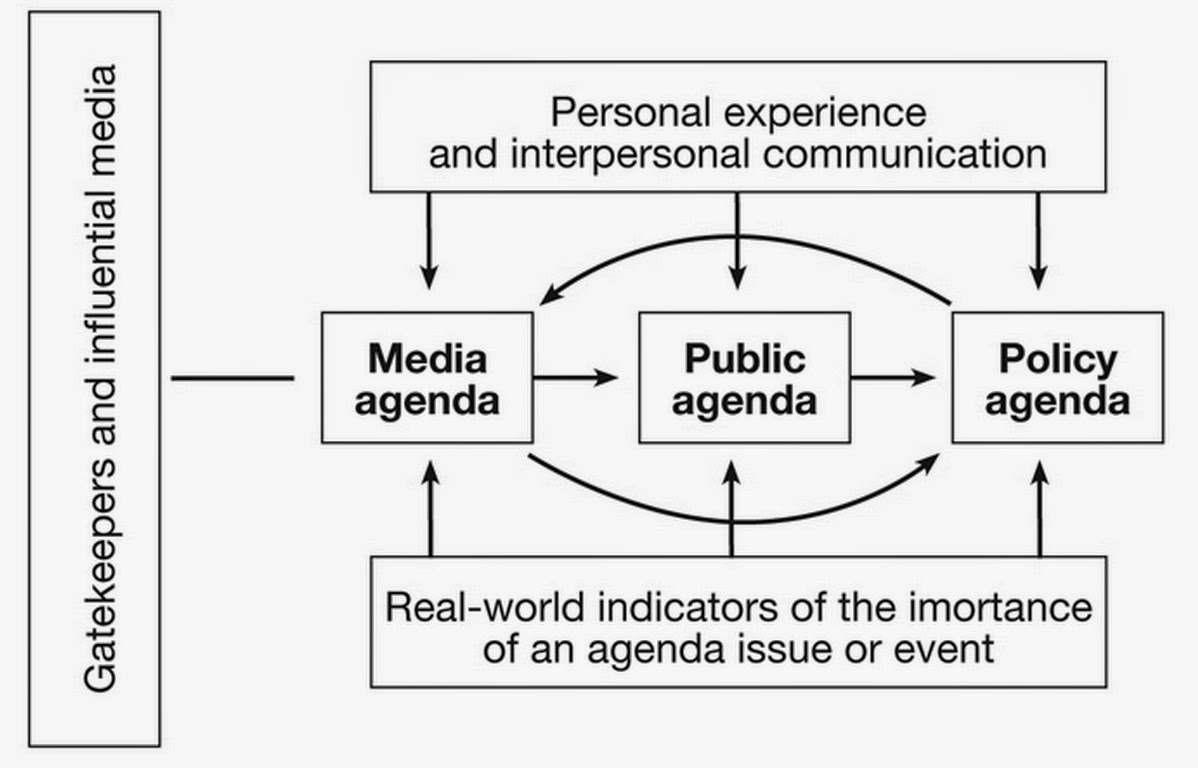 Gatekeepers and influential media
Personal experience
and interpersonal communication
Media
agenda
Public
agenda
Policy
agenda
Real-world indicators of the imortance
of an agenda issue or event